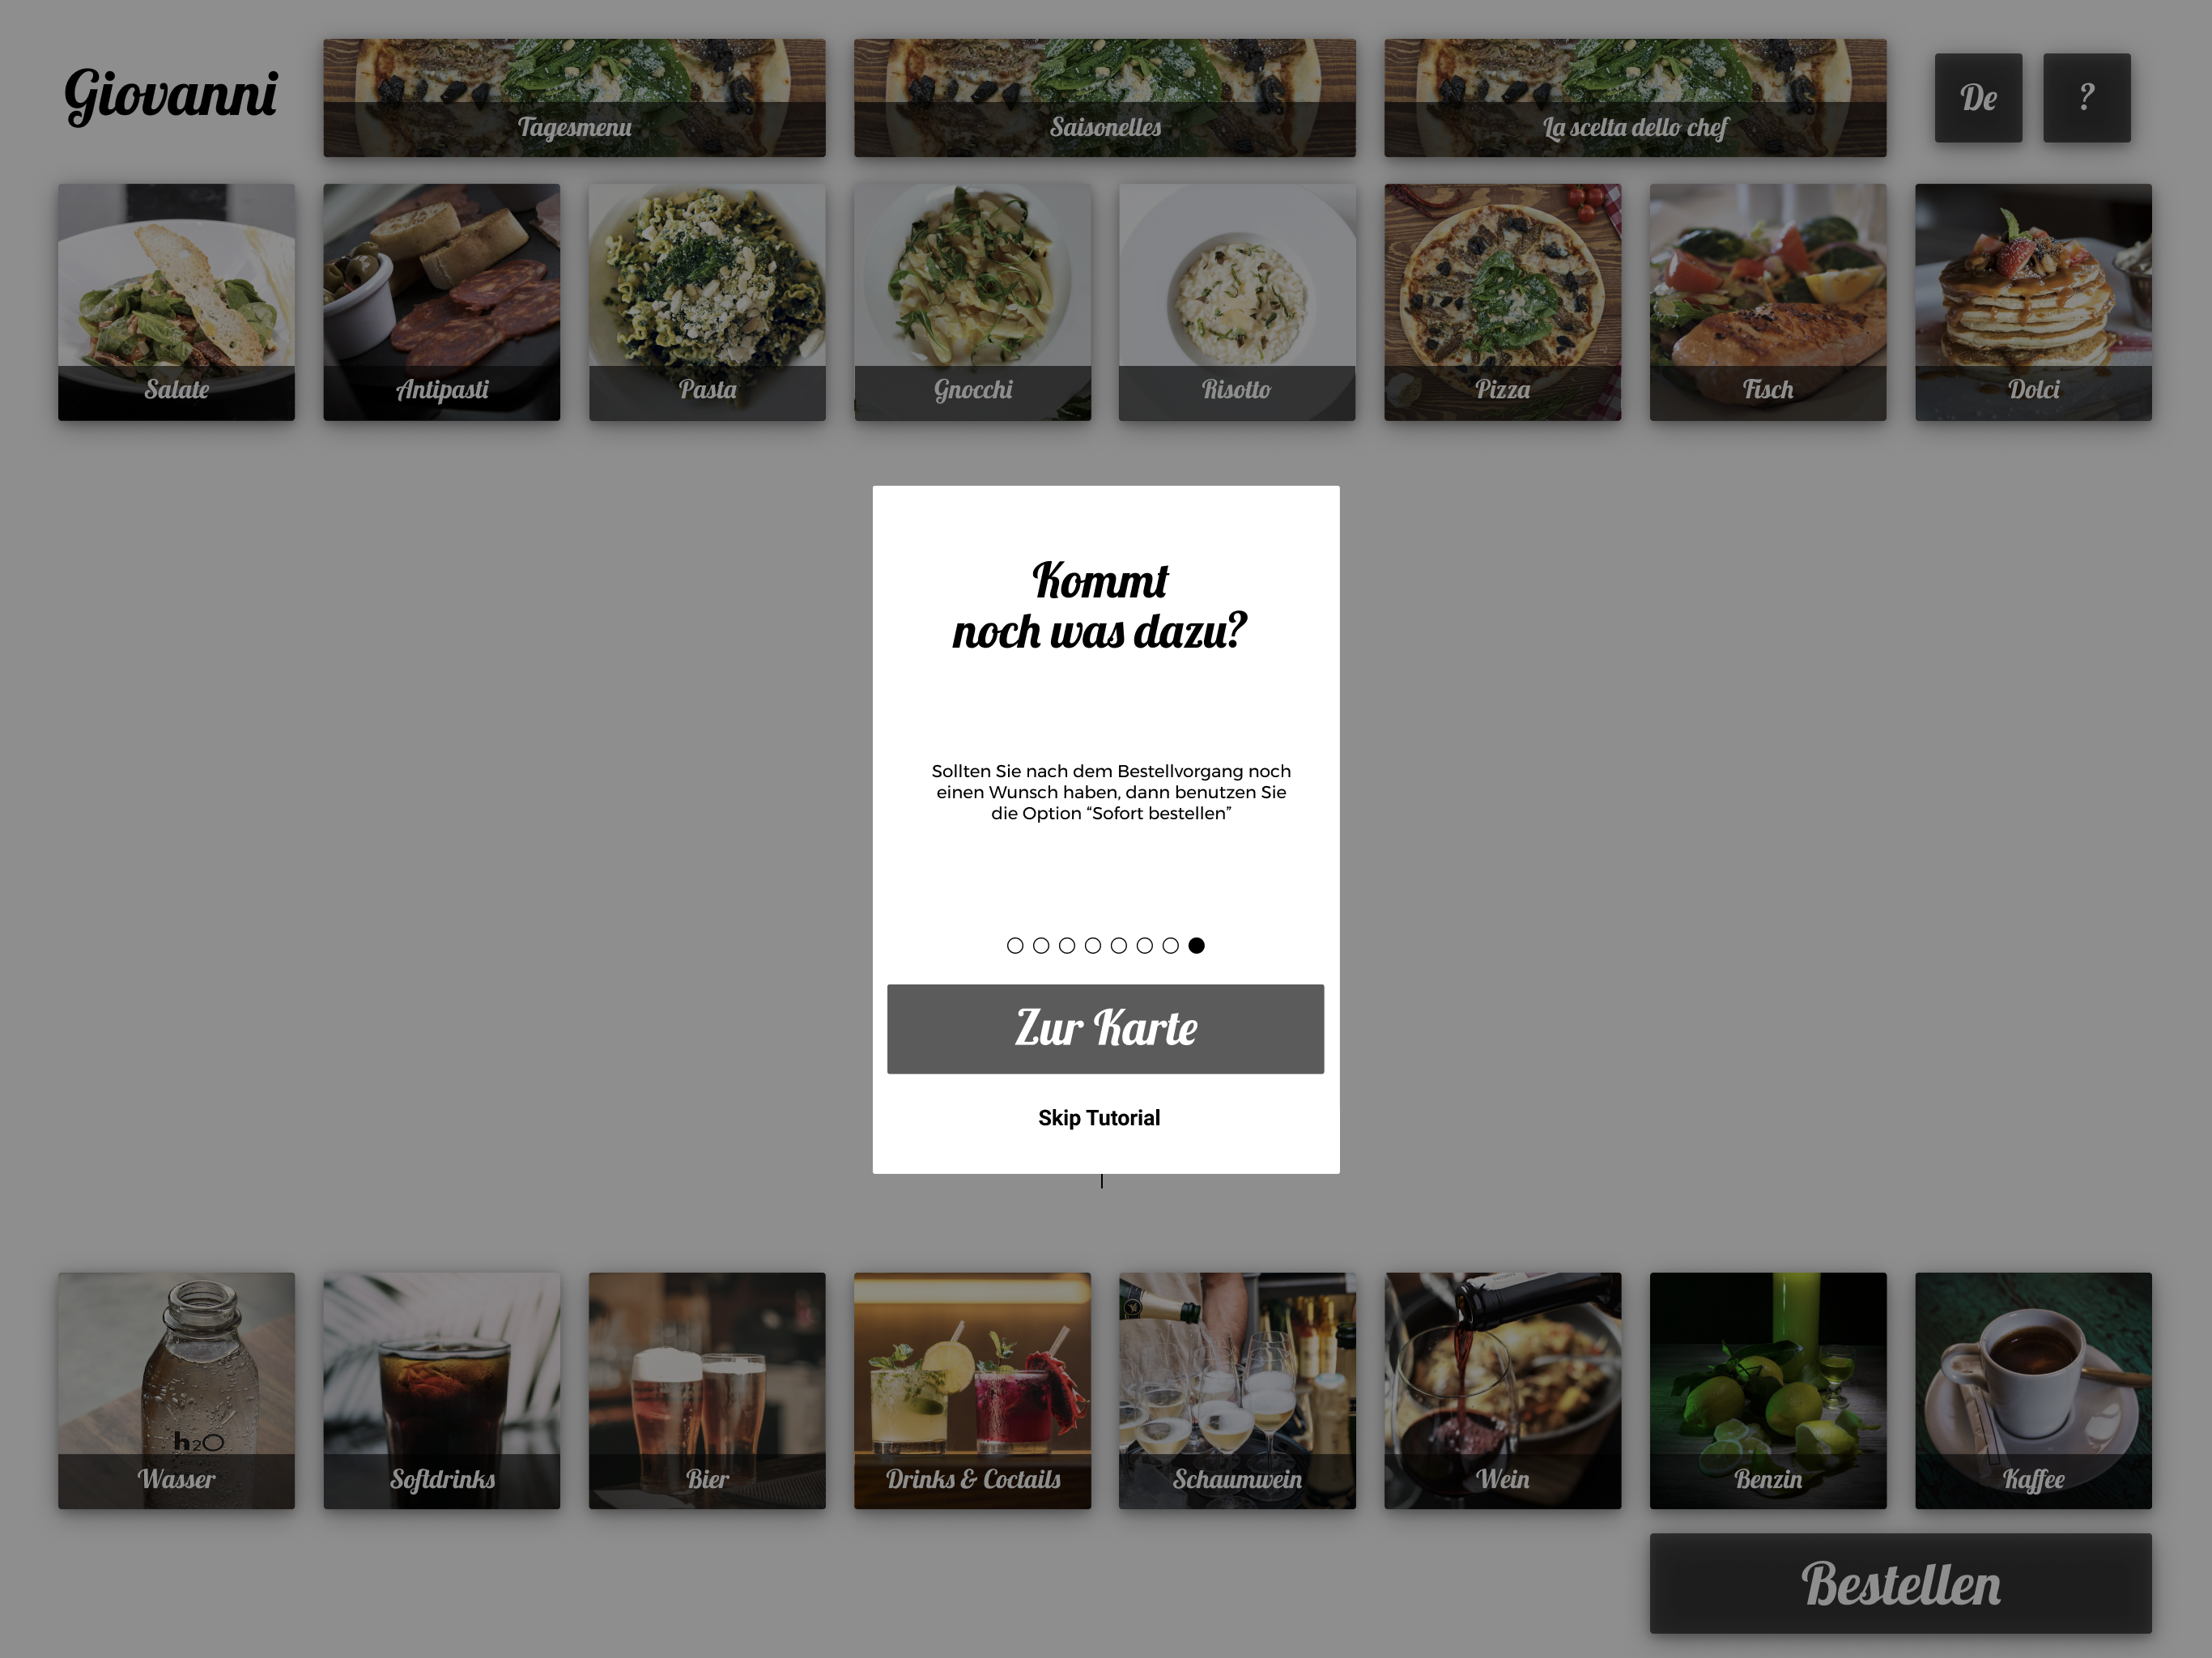 Giovanni
Tagesmenu
Saisonelles
La scelta dello chef
De
?
Salate
Antipasti
Pasta
Gnocchi
Risotto
Pizza
Fisch
Dolci
Kommt
noch was dazu?
Sollten Sie nach dem Bestellvorgang noch
einen Wunsch haben, dann benutzen Sie
die Option “Sofort bestellen”
Zur Karte
Skip Tutorial
h2O
Wasser
Softdrinks
Bier
Drinks & Coctails
Schaumwein
Wein
Benzin
Kaffee
Bestellen